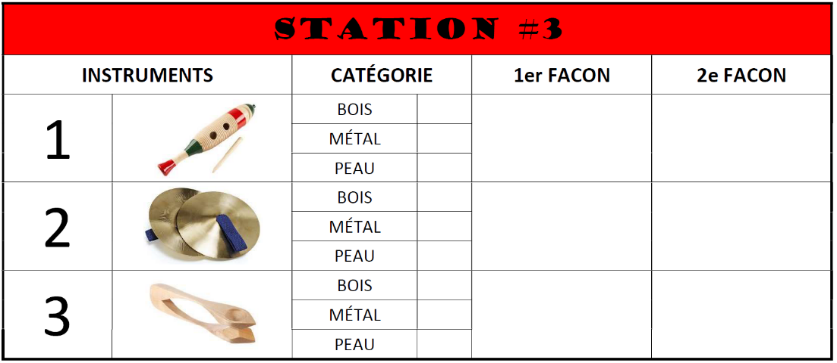 STATION #3
INSTRUMENTS CATÉGORIE 1er FACON 2e FACON
1
BOIS
MÉTAL
PEAU
2
BOIS
MÉTAL
PEAU
3
BOIS
MÉTAL
PEAU